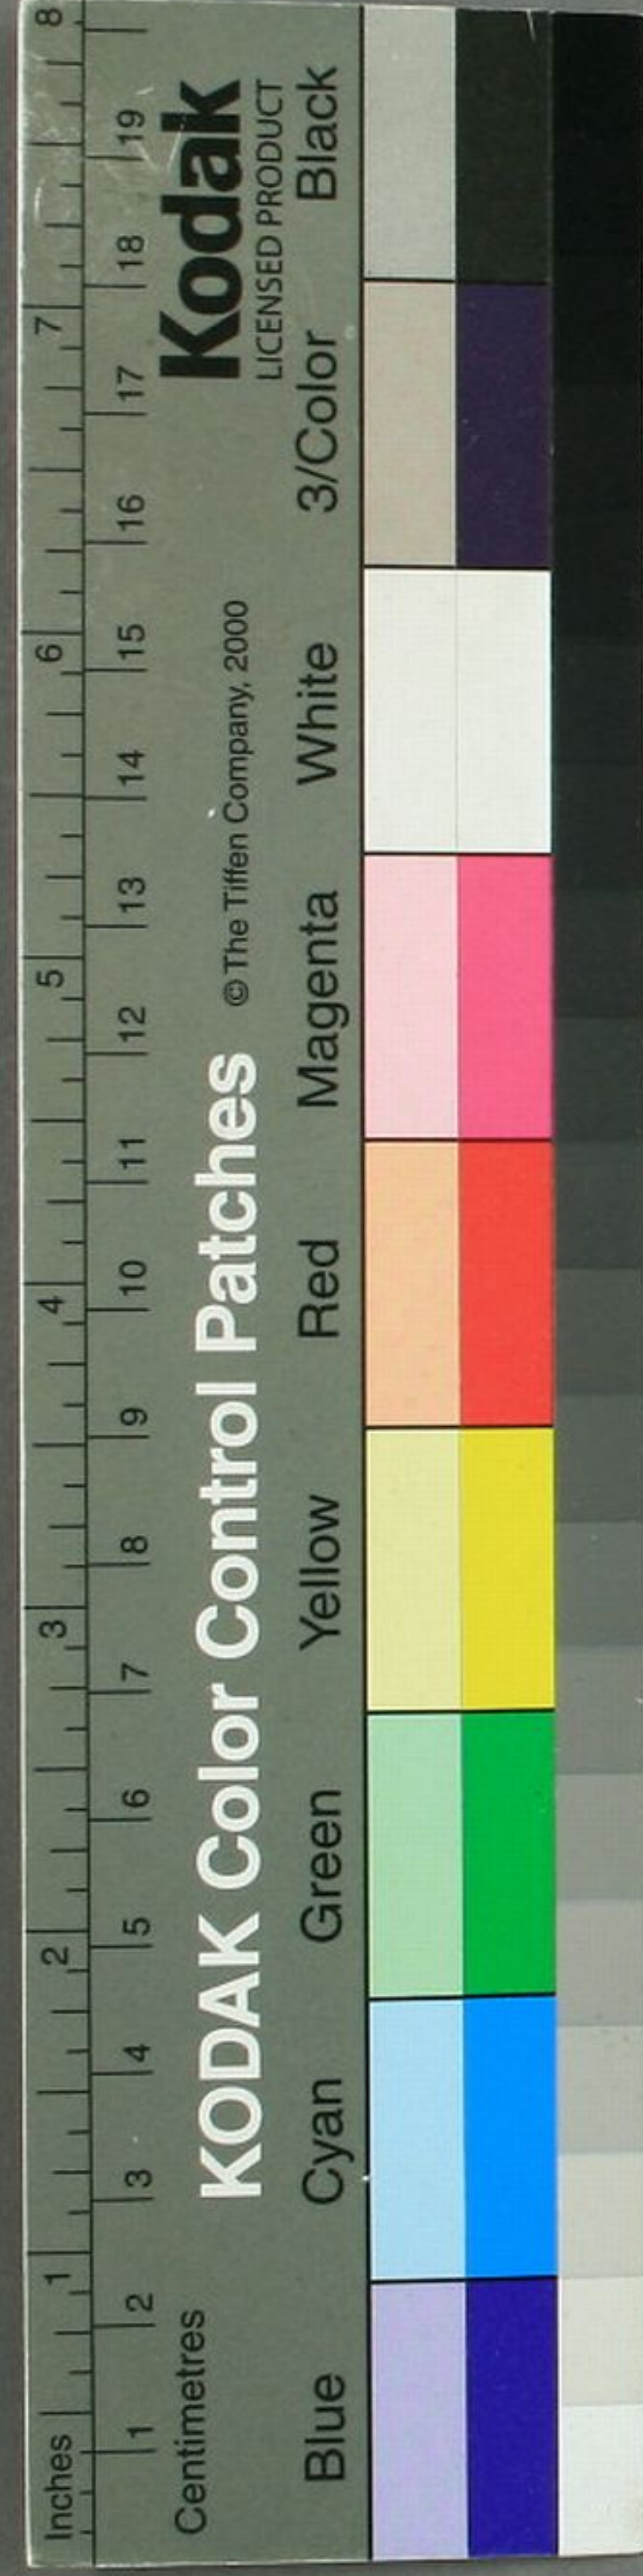 Inches 1 2 3 4 5 6 7 8
1 2 3 4 5 6 7 8 9 10 11 12 13 14 15 16 17 18 19
Centimetres
KODAK Color Control Patches © The Tiffen Company, 2000
Kodak
LICENSED PRODUCT
Blue Cyan Green Yellow Red Magenta White 3/Color Black